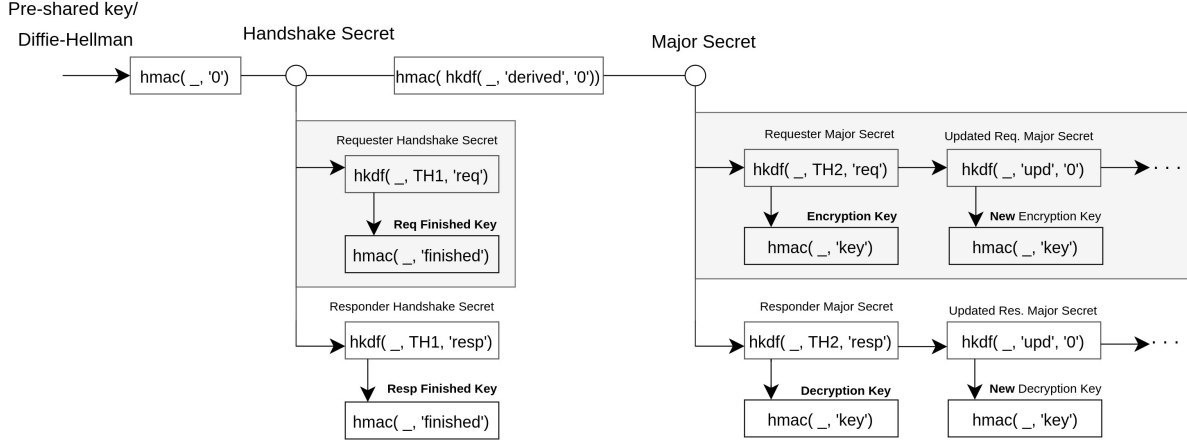 Pre-shared key/
Diffie-Hellman
Handshake Secret
Major Secret
hmac( _, '0')
hmac( hkdf( _, 'derived', '0'))
Requester Handshake Secret
hkdf( _, TH1, 'req')
Req Finished Key
hmac( _, 'finished')
Responder Handshake Secret
hkdf( _, TH1, 'resp')
Resp Finished Key
hmac( _, 'finished')
Requester Major Secret
hkdf( _, TH2, 'req')
Encryption Key
hmac( _, 'key')
Updated Req. Major Secret
hkdf( _, 'upd', '0')
New Encryption Key
hmac( _, 'key')
. . .
Responder Major Secret
hkdf( _, TH2, 'resp')
Decryption Key
hmac( _, 'key')
Updated Res. Major Secret
hkdf( _, 'upd', '0')
New Decryption Key
hmac( _, 'key')
. . .